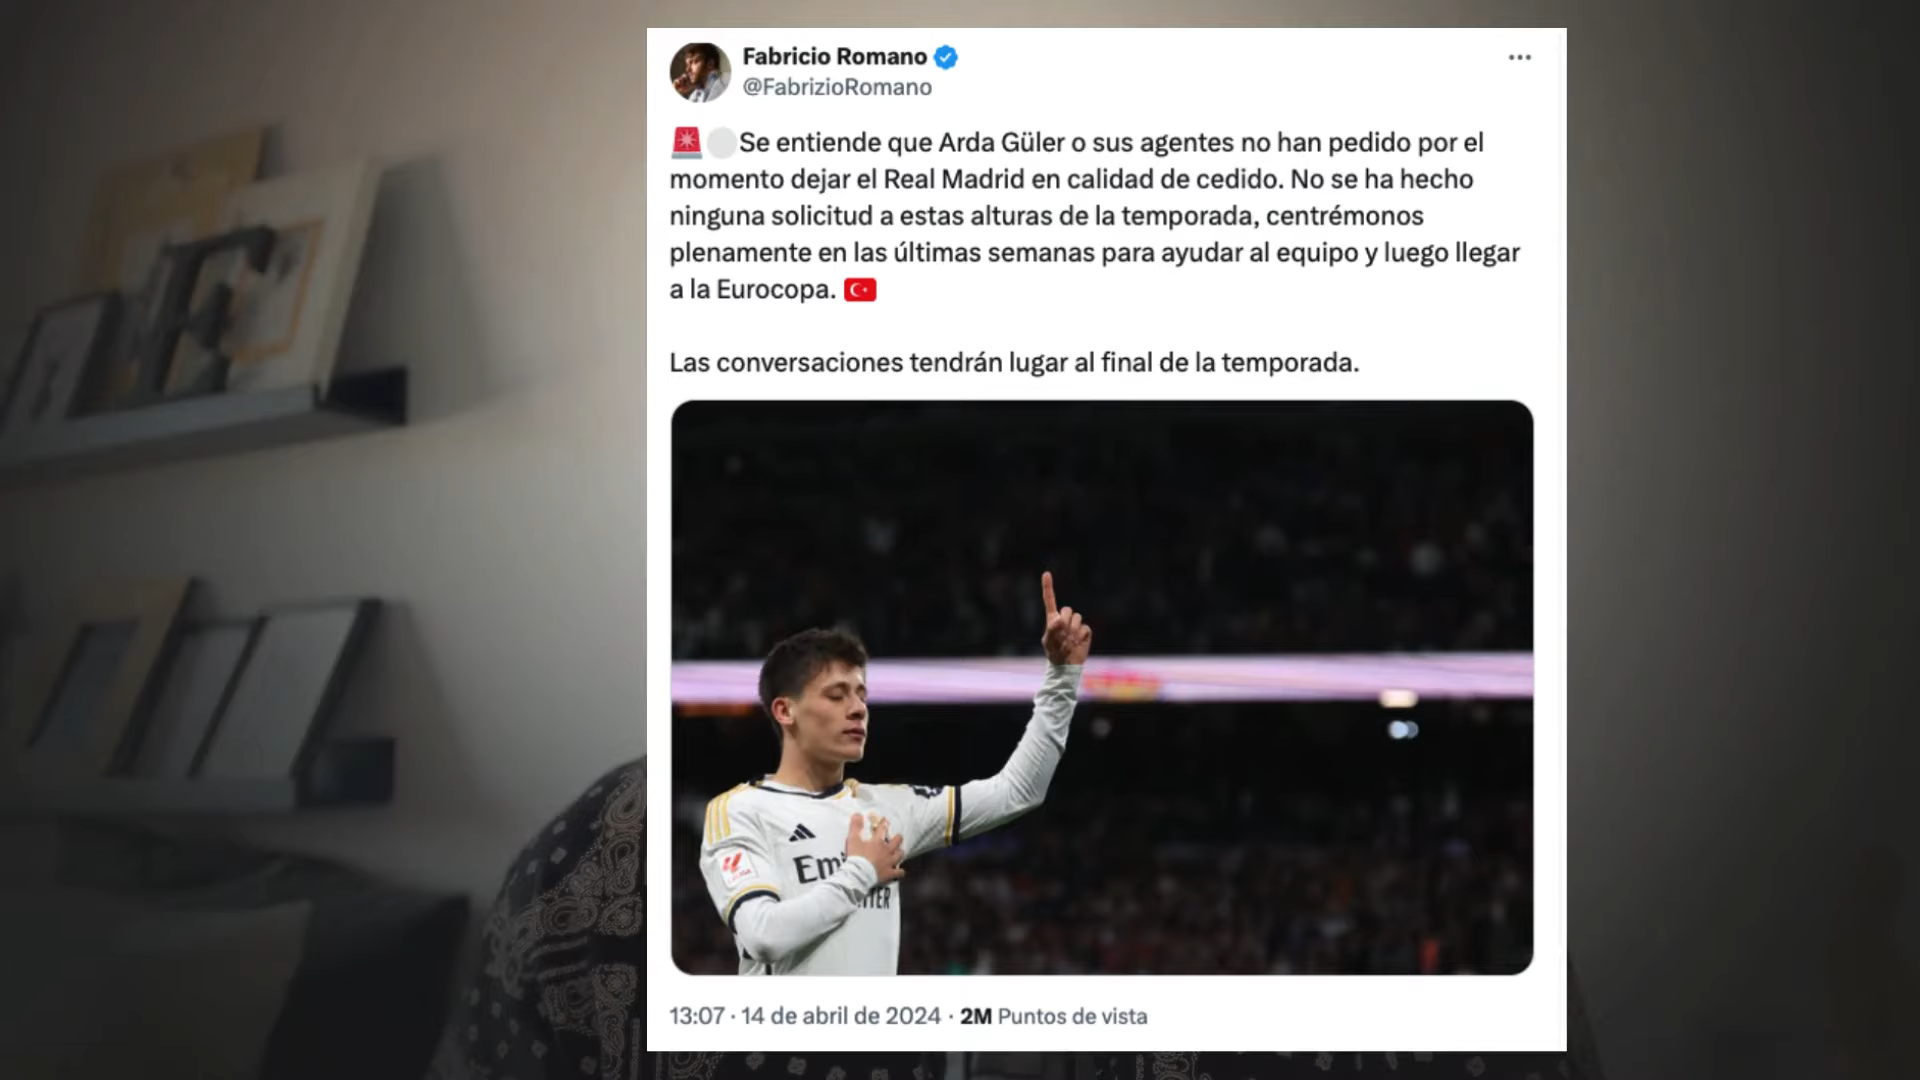 Fabricio Romano
@FabrizioRomano
Se entiende que Arda Güler o sus agentes no han pedido por el
momento dejar el Real Madrid en calidad de cedido. No se ha hecho
ninguna solicitud a estas alturas de la temporada, centrémonos
plenamente en las últimas semanas para ayudar al equipo y luego llegar
a la Eurocopa.
Las conversaciones tendrán lugar al final de la temporada.
13:07 · 14 de abril de 2024 · 2M Puntos de vista